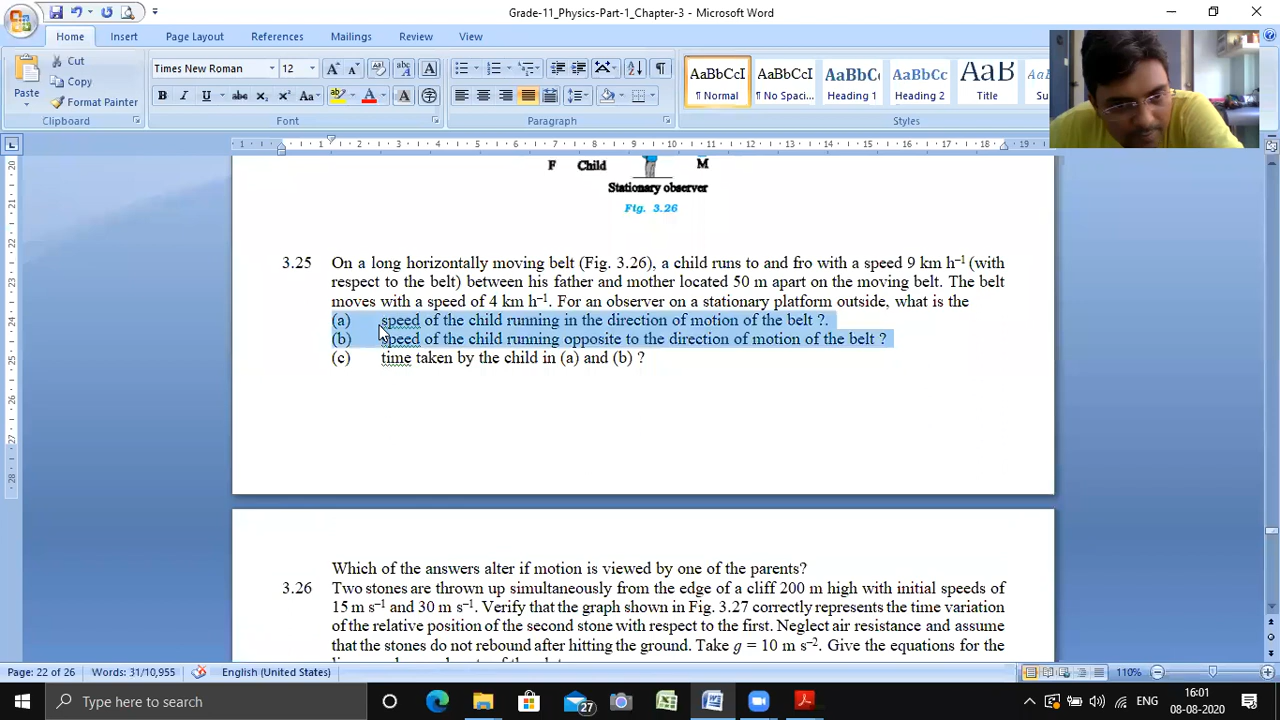 Grade-11_Physics-Part-1_Chapter-3 - Microsoft Word
Home Insert Page Layout References Mailings Review View
Paste
Cut
Copy
Format Painter
Clipboard
Times New Roman 12
Font
Paragraph
AaBbCcI AaBbCcI AaBbCc AaBbCc AaB
¶ Normal ¶ No Spaci... Heading 1 Heading 2 Title
Styles
F Child M
Stationary observer
Fig. 3.26
3.25 On a long horizontally moving belt (Fig. 3.26), a child runs to and fro with a speed 9 km h⁻¹ (with
respect to the belt) between his father and mother located 50 m apart on the moving belt. The belt
moves with a speed of 4 km h⁻¹. For an observer on a stationary platform outside, what is the
(a) speed of the child running in the direction of motion of the belt ?.
(b) speed of the child running opposite to the direction of motion of the belt ?
(c) time taken by the child in (a) and (b) ?
Which of the answers alter if motion is viewed by one of the parents?
3.26 Two stones are thrown up simultaneously from the edge of a cliff 200 m high with initial speeds of
15 m s⁻¹ and 30 m s⁻¹. Verify that the graph shown in Fig. 3.27 correctly represents the time variation
of the relative position of the second stone with respect to the first. Neglect air resistance and assume
that the stones do not rebound after hitting the ground. Take g = 10 m s⁻². Give the equations for the
Page: 22 of 26 Words: 31/10,955 English (United States) 110%
Type here to search
27
ENG
16:01
08-08-2020